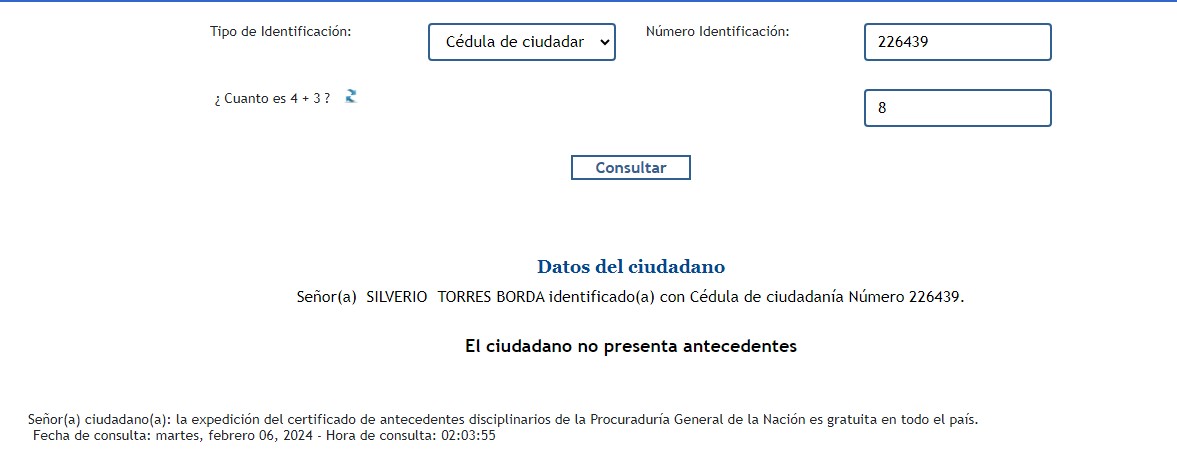 Tipo de Identificación: Cédula de ciudadar Número Identificación: 226439
¿ Cuanto es 4 + 3 ? 8
Consultar
Datos del ciudadano
Señor(a) SILVERIO TORRES BORDA identificado(a) con Cédula de ciudadanía Número 226439.
El ciudadano no presenta antecedentes
Señor(a) ciudadano(a): la expedición del certificado de antecedentes disciplinarios de la Procuraduría General de la Nación es gratuita en todo el país.
Fecha de consulta: martes, febrero 06, 2024 - Hora de consulta: 02:03:55